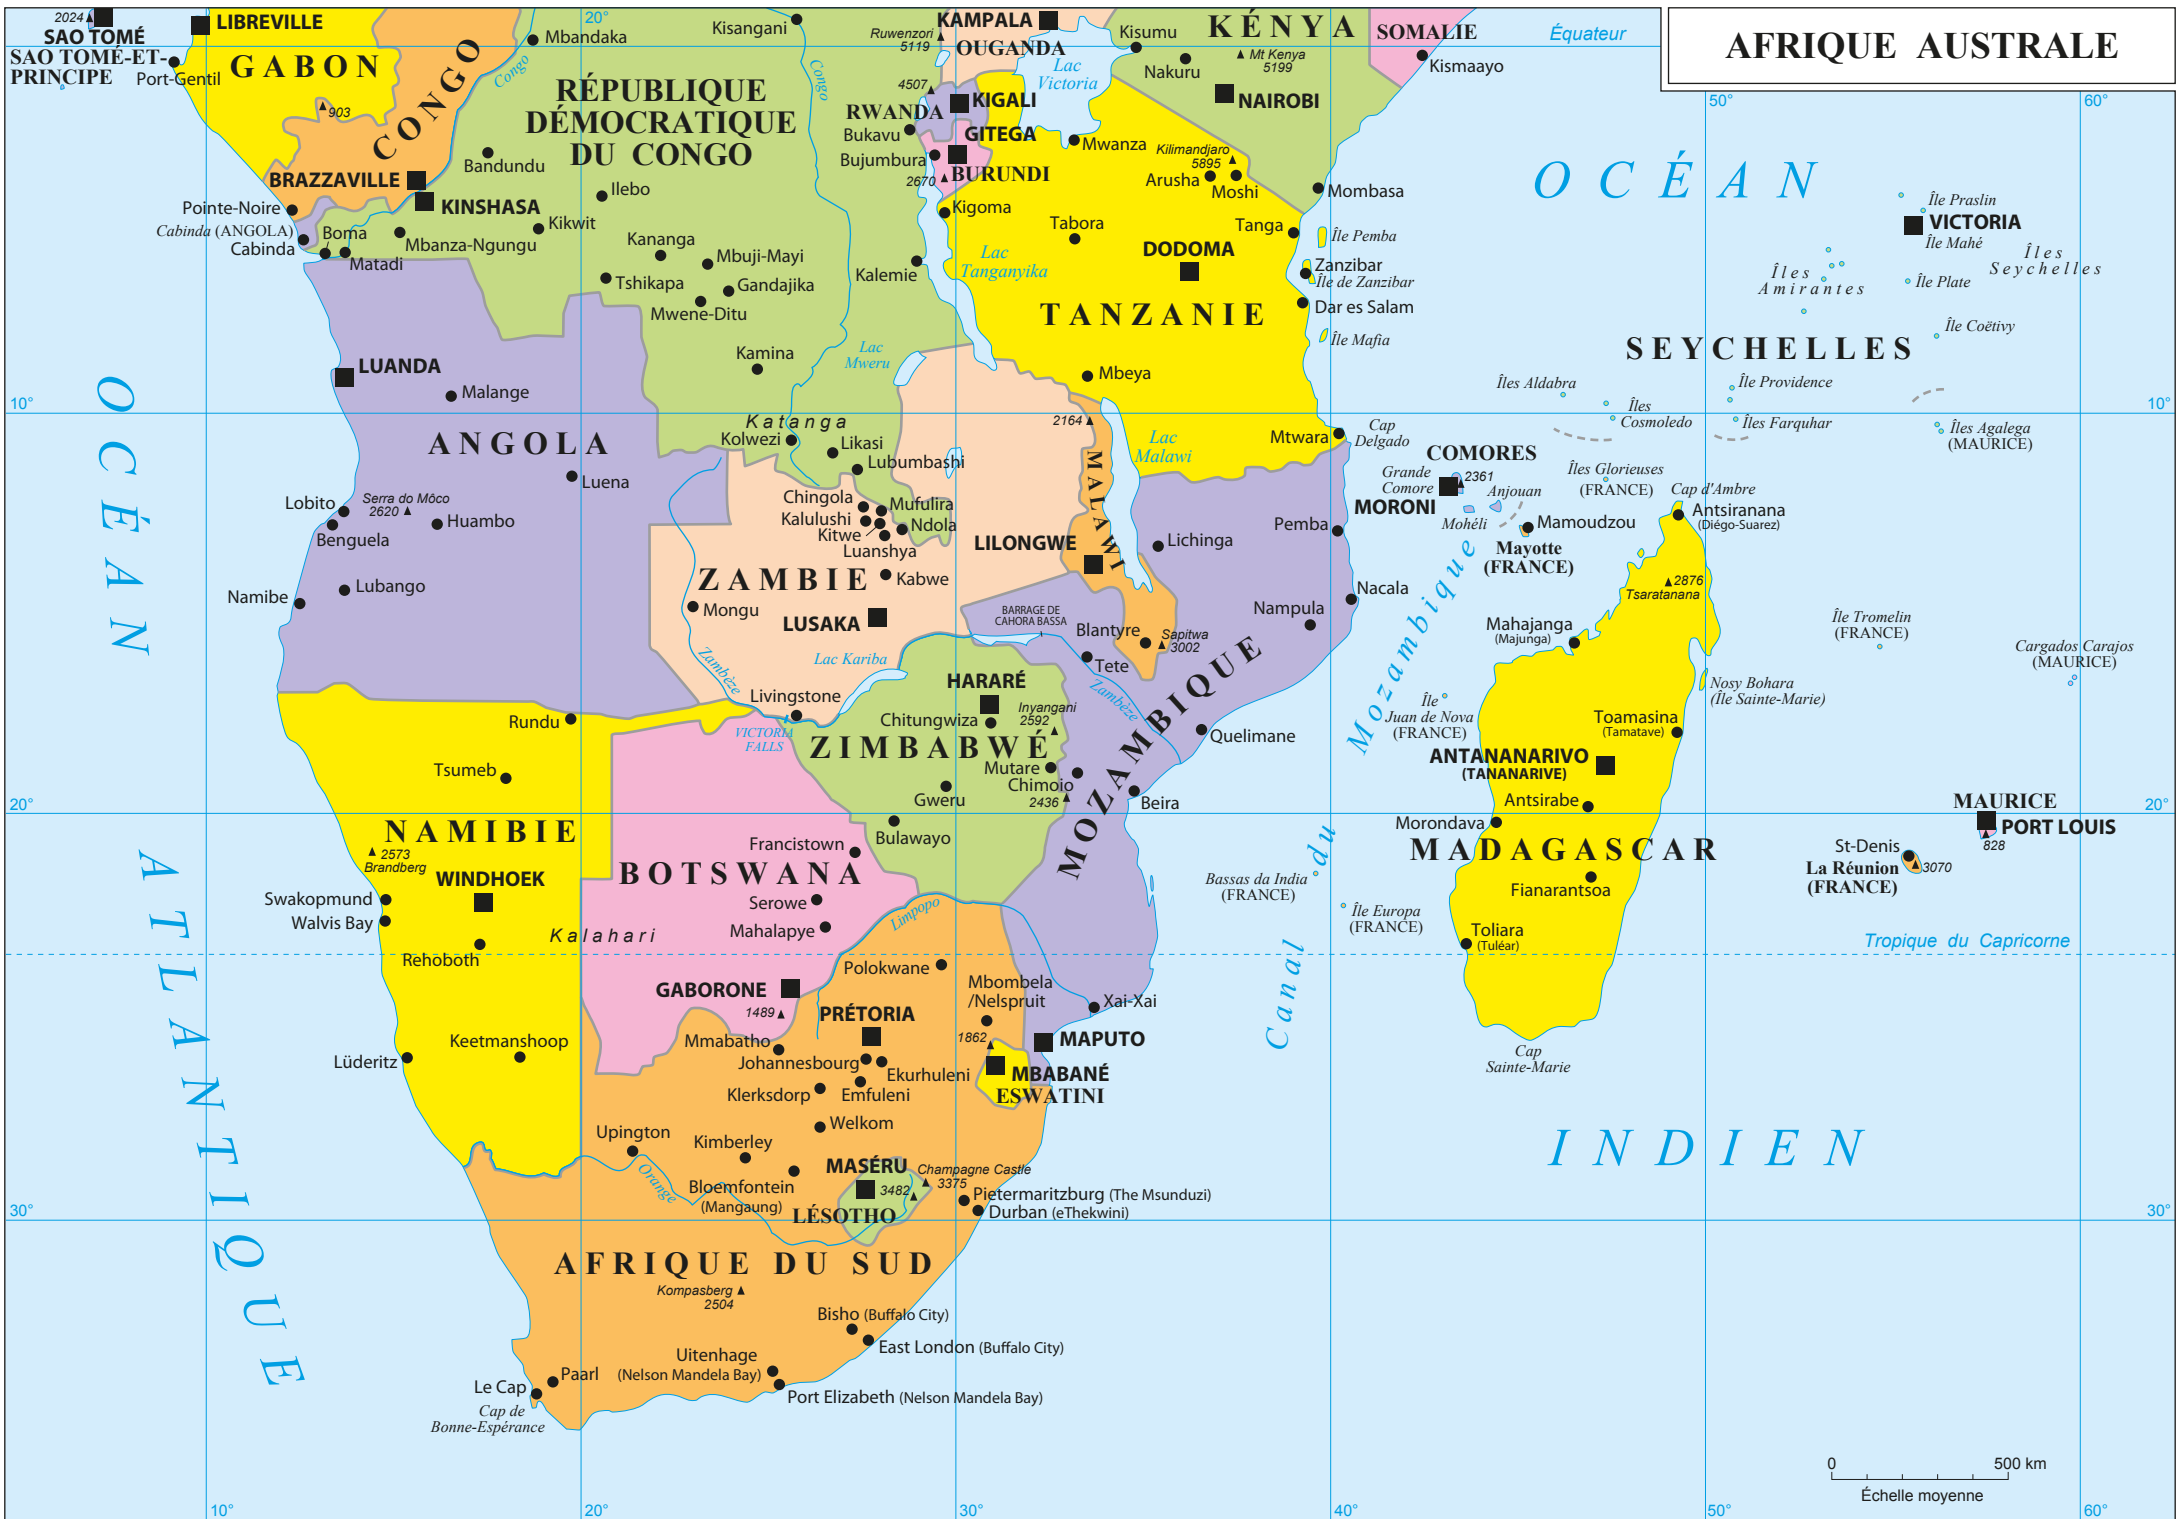 AFRIQUE AUSTRALE
2024
SAO TOMÉ
SAO TOMÉ-ET-
PRINCIPE
LIBREVILLE
Port-Gentil
GABON
903
CONGO
BRAZZAVILLE
Pointe-Noire
Cabinda (ANGOLA)
Cabinda
20°
Mbandaka
Congo
Kisangani
Congo
RÉPUBLIQUE
DÉMOCRATIQUE
DU CONGO
Bandundu
Ilebo
KINSHASA
Kikwit
Boma
Matadi
Mbanza-Ngungu
Kananga
Mbuji-Mayi
Tshikapa
Gandajika
Mwene-Ditu
Kamina
Kalemie
Lac
Mweru
Katanga
Kolwezi
Likasi
Lubumbashi
Bukavu
Ruwenzori
5119
KAMPALA
OUGANDA
4507
RWANDA
KIGALI
GITEGA
Bujumbura
BURUNDI
2670
Lac
Victoria
KÉNYA
Kisumu
Nakuru
Mt Kenya
5199
NAIROBI
Mombasa
SOMALIE
Kismaayo
Équateur
50°
60°
Mwanza
Kilimandjaro
5895
Arusha
Moshi
Kigoma
Tabora
Tanga
Île Pemba
Lac
Tanganyika
DODOMA
Zanzibar
Île de Zanzibar
Dar es Salam
TANZANIE
Île Mafia
Mbeya
Mtwara
Cap
Delgado
OCÉAN
INDIEN
Île Praslin
VICTORIA
Île Mahé
Îles
Seychelles
Îles
Amirantes
Île Plate
Île Coëtivy
SEYCHELLES
Îles Aldabra
Île Providence
Îles
Cosmoledo
Îles Farquhar
Îles Agalega
(MAURICE)
10°
10°
OCÉAN
ATLANTIQUE
LUANDA
Malange
ANGOLA
Luena
Lobito
Serra do Môco
2620
Huambo
Benguela
Lubango
Namibe
Chingola
Mufulira
Kalulushi
Ndola
Kitwe
Luanshya
ZAMBIE
Kabwe
Mongu
LUSAKA
Zambèze
Lac Kariba
Livingstone
VICTORIA
FALLS
2164
MALAWI
Lac
Malawi
LILONGWE
Blantyre
Sapitwa
3002
BARRAGE DE
CAHORA BASSA
Tete
Zambèze
Lichinga
Pemba
Nacala
Nampula
MOZAMBIQUE
Quelimane
Chimoio
Beira
Xai-Xai
MAPUTO
COMORES
Grande
Comore
2361
MORONI
Anjouan
Mohéli
Mamoudzou
Mayotte
(FRANCE)
Îles Glorieuses
(FRANCE)
Cap d'Ambre
Antsiranana
(Diégo-Suarez)
2876
Tsaratanana
Mahajanga
(Majunga)
Île Tromelin
(FRANCE)
Cargados Carajos
(MAURICE)
Nosy Bohara
(Île Sainte-Marie)
Canal du Mozambique
Île
Juan de Nova
(FRANCE)
Toamasina
(Tamatave)
ANTANANARIVO
(TANANARIVE)
Antsirabe
Morondava
MADAGASCAR
Fianarantsoa
Toliara
(Tuléar)
Cap
Sainte-Marie
Bassas da India
(FRANCE)
Île Europa
(FRANCE)
MAURICE
PORT LOUIS
828
St-Denis
La Réunion
(FRANCE)
3070
20°
20°
Tropique du Capricorne
HARARÉ
Chitungwiza
Inyangani
2592
ZIMBABWÉ
Mutare
Gweru
2436
Bulawayo
Rundu
Tsumeb
NAMIBIE
2573
Brandberg
WINDHOEK
Swakopmund
Walvis Bay
Rehoboth
Keetmanshoop
Lüderitz
Kalahari
BOTSWANA
Francistown
Serowe
Mahalapye
GABORONE
1489
Limpopo
Polokwane
Mbombela
/Nelspruit
PRÉTORIA
1862
MBABANÉ
ESWATINI
Mmabatho
Johannesbourg
Ekurhuleni
Klerksdorp
Emfuleni
Welkom
Upington
Kimberley
Orange
Bloemfontein
(Mangaung)
MASÉRU
3482
LÉSOTHO
Champagne Castle
3375
Pietermaritzburg (The Msunduzi)
Durban (eThekwini)
AFRIQUE DU SUD
Kompasberg
2504
Bisho (Buffalo City)
East London (Buffalo City)
Uitenhage
(Nelson Mandela Bay)
Port Elizabeth (Nelson Mandela Bay)
Paarl
Le Cap
Cap de
Bonne-Espérance
30°
30°
0 500 km
Échelle moyenne
10°
20°
30°
40°
50°
60°